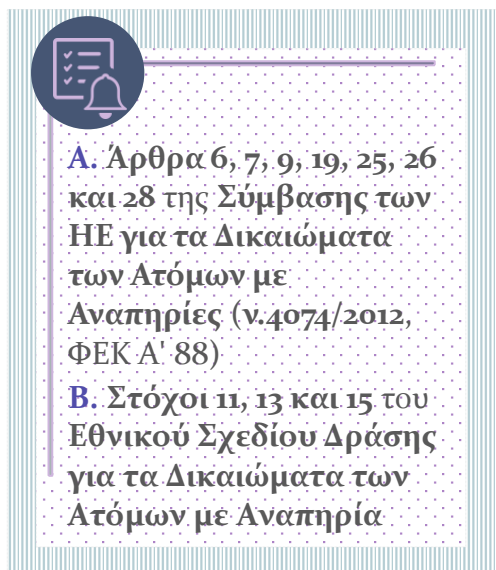 Α. Άρθρα 6, 7, 9, 19, 25, 26
και 28 της Σύμβασης των
ΗΕ για τα Δικαιώματα
των Ατόμων με
Αναπηρίες (ν.4074/2012,
ΦΕΚ Α' 88)
Β. Στόχοι 11, 13 και 15 του
Εθνικού Σχεδίου Δράσης
για τα Δικαιώματα των
Ατόμων με Αναπηρία